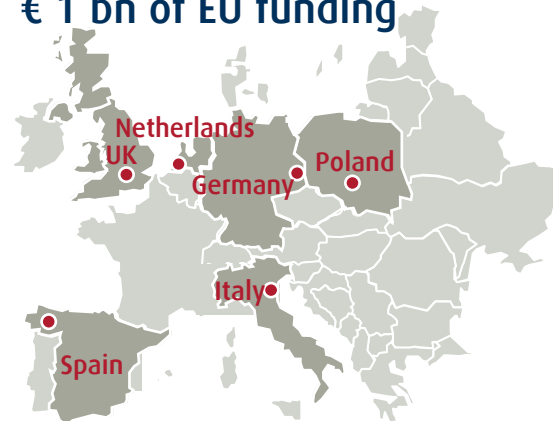 € 1 bn of EU funding
Netherlands
UK
Poland
Germany
Italy
Spain